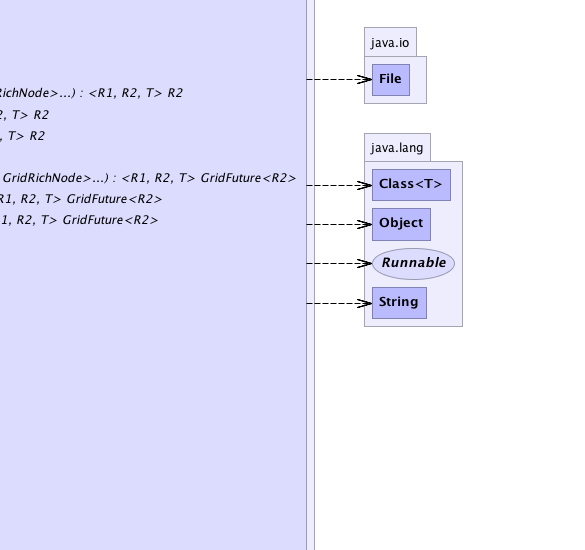 java.io
File
RichNode>...) : <R1, R2, T> R2
2, T> R2
, T> R2
java.lang
GridRichNode>...) : <R1, R2, T> GridFuture<R2>
R1, R2, T> GridFuture<R2>
1, R2, T> GridFuture<R2>
Class<T>
Object
Runnable
String